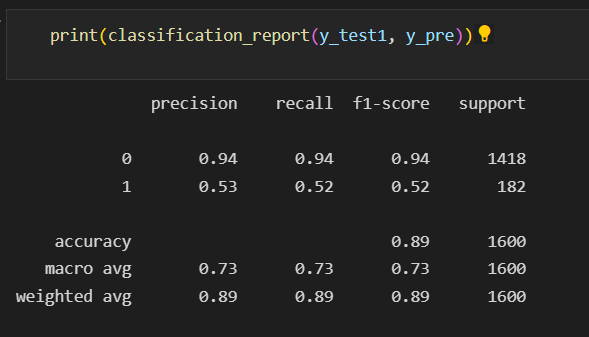 print(classification_report(y_test1, y_pre))
precision recall f1-score support
0 0.94 0.94 0.94 1418
1 0.53 0.52 0.52 182
accuracy 0.89 1600
macro avg 0.73 0.73 0.73 1600
weighted avg 0.89 0.89 0.89 1600